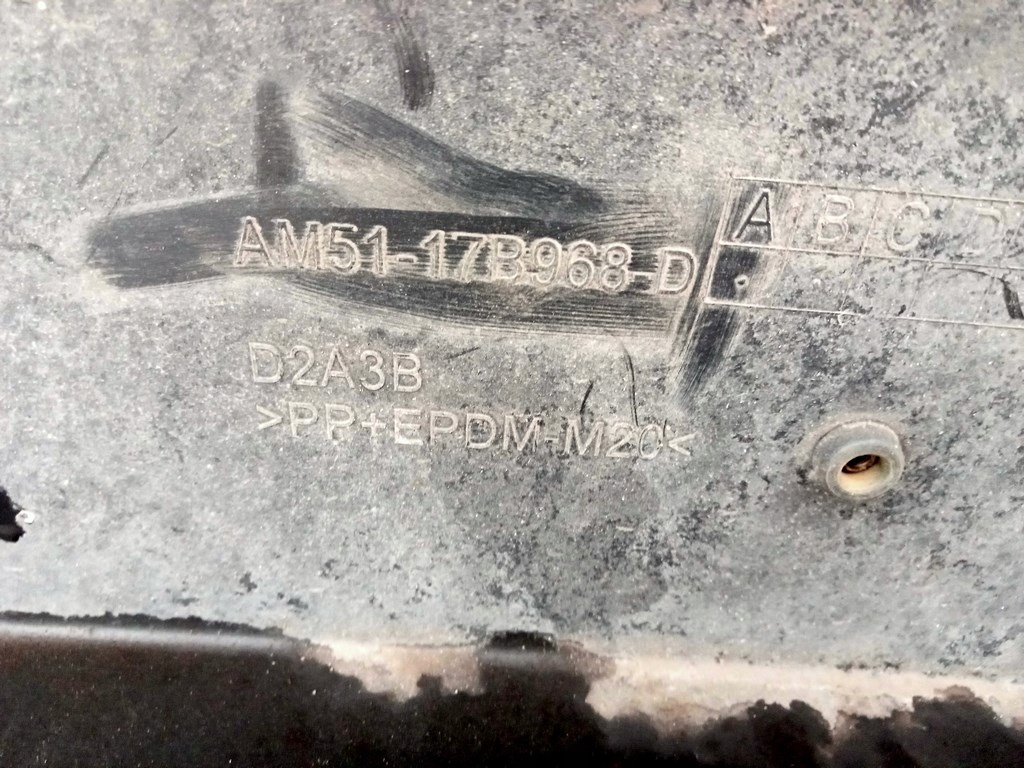 AM51-17B968-D
A B C D
D2A3B
>PP+EPDM-M20<